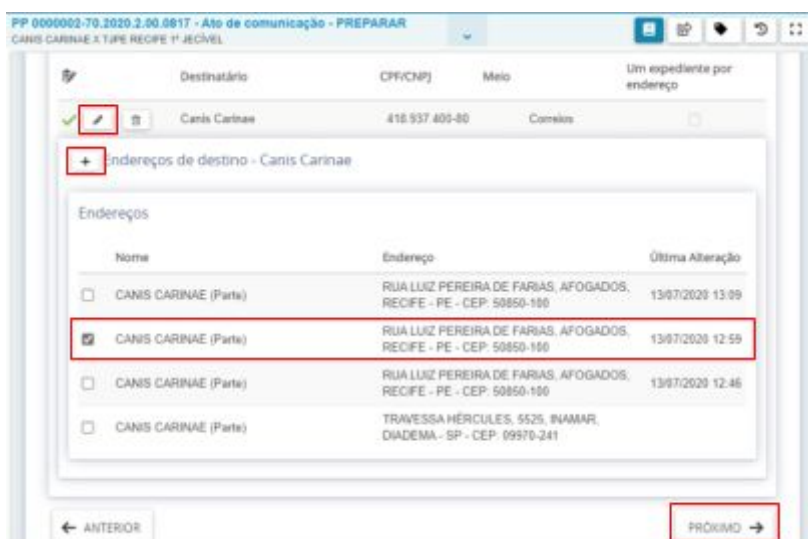 PP 0000002-70.2020.2.00.0817 - Ato de comunicação - PREPARAR
CANIS CARINAE X TJPE RECIFE 1º JECÍVEL
Destinatário CPF/CNPJ Meio Um expediente por
endereço
Canis Carinae 418.937.400-80 Correios
+ Endereços de destino - Canis Carinae
Endereços
Nome Endereço Última Alteração
CANIS CARINAE (Parte) RUA LUIZ PEREIRA DE FARIAS, AFOGADOS, 13/07/2020 13:09
RECIFE - PE - CEP: 50850-100
CANIS CARINAE (Parte) RUA LUIZ PEREIRA DE FARIAS, AFOGADOS, 13/07/2020 12:59
RECIFE - PE - CEP: 50850-100
CANIS CARINAE (Parte) RUA LUIZ PEREIRA DE FARIAS, AFOGADOS, 13/07/2020 12:46
RECIFE - PE - CEP: 50850-100
CANIS CARINAE (Parte) TRAVESSA HÉRCULES, 5525, INAMAR,
DIADEMA - SP - CEP: 09970-241
← ANTERIOR PRÓXIMO →